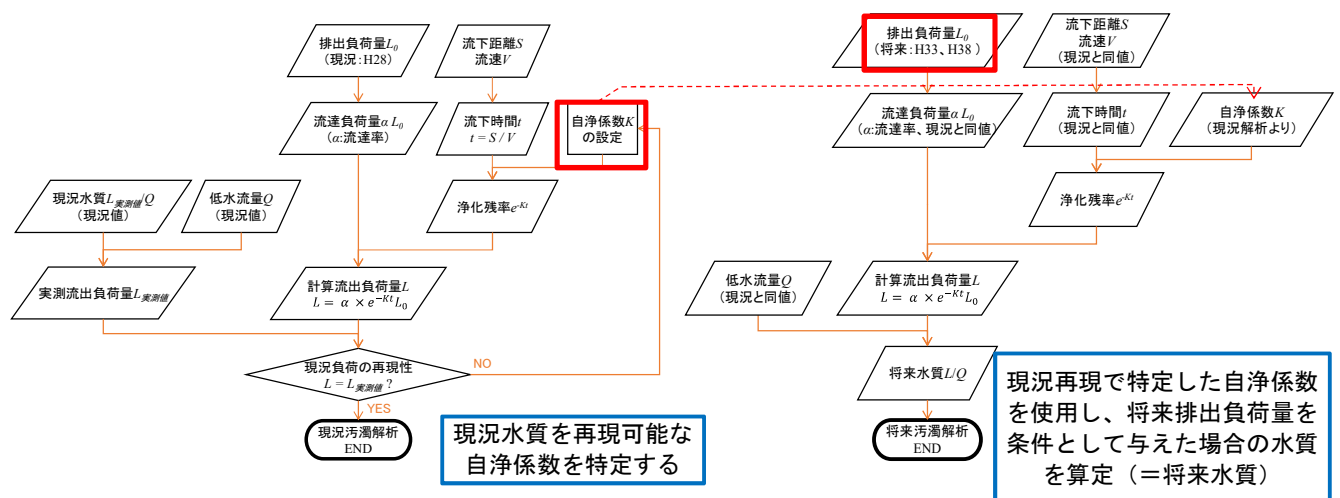 排出負荷量L₀
（現況：H28）
流下距離S
流速V
流達負荷量α L₀
（α:流達率）
流下時間t
t = S / V
自浄係数K
の設定
現況水質L実測値/Q
（現況値）
低水流量Q
（現況値）
浄化残率e⁻ᴷᵗ
実測流出負荷量L実測値
計算流出負荷量L
L = α × e⁻ᴷᵗL₀
現況負荷の再現性
L = L実測値 ?
NO
YES
現況汚濁解析
END
現況水質を再現可能な
自浄係数を特定する
排出負荷量L₀
（将来：H33、H38 ）
流下距離S
流速V
（現況と同値）
流達負荷量α L₀
（α:流達率、現況と同値）
流下時間t
（現況と同値）
自浄係数K
（現況解析より）
浄化残率e⁻ᴷᵗ
低水流量Q
（現況と同値）
計算流出負荷量L
L = α × e⁻ᴷᵗL₀
将来水質L/Q
将来汚濁解析
END
現況再現で特定した自浄係数
を使用し、将来排出負荷量を
条件として与えた場合の水質
を算定（＝将来水質）